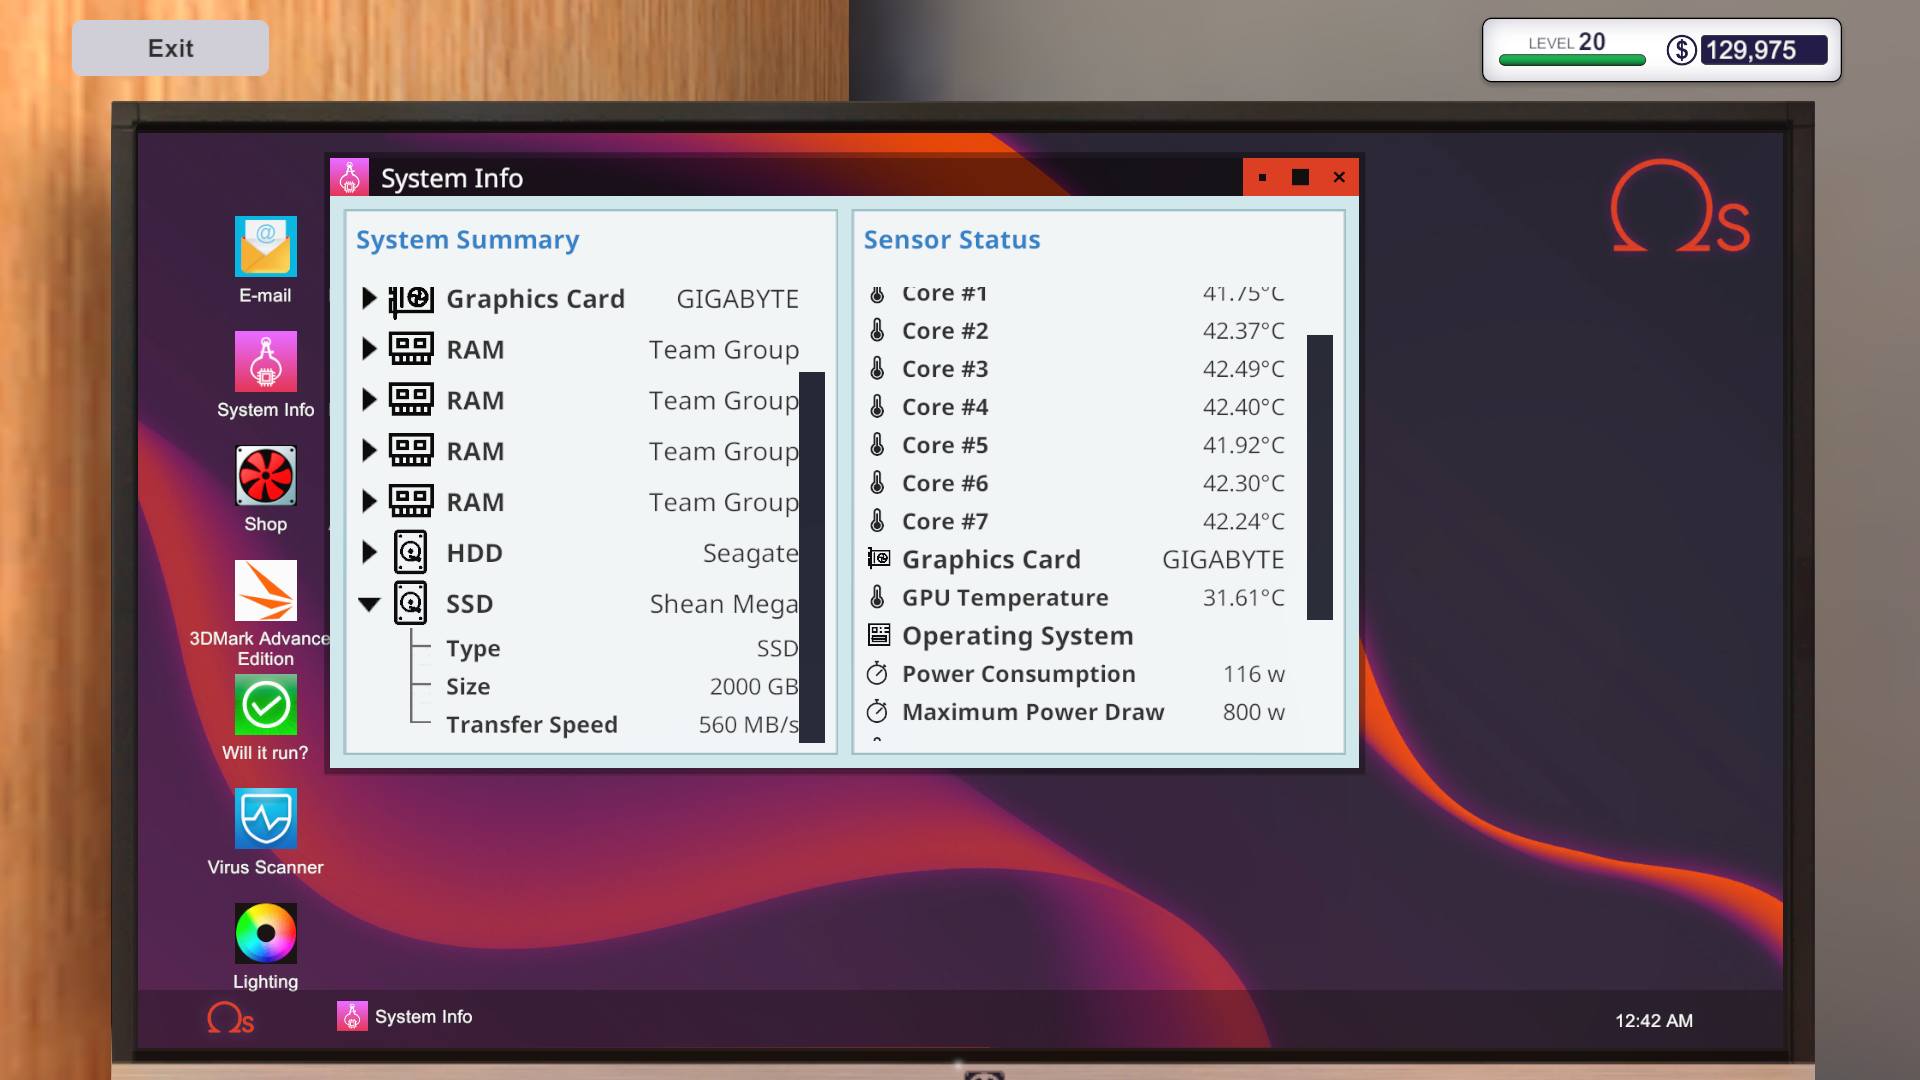 Exit
LEVEL 20
$ 129,975
Ωs
E-mail
System Info
Shop
3DMark Advance
Edition
Will it run?
Virus Scanner
Lighting
System Info
System Summary
Graphics Card GIGABYTE
RAM Team Group
RAM Team Group
RAM Team Group
RAM Team Group
HDD Seagate
SSD Shean Mega
Type SSD
Size 2000 GB
Transfer Speed 560 MB/s
Sensor Status
Core #1 41.75°C
Core #2 42.37°C
Core #3 42.49°C
Core #4 42.40°C
Core #5 41.92°C
Core #6 42.30°C
Core #7 42.24°C
Graphics Card GIGABYTE
GPU Temperature 31.61°C
Operating System
Power Consumption 116 w
Maximum Power Draw 800 w
Ωs
System Info
12:42 AM